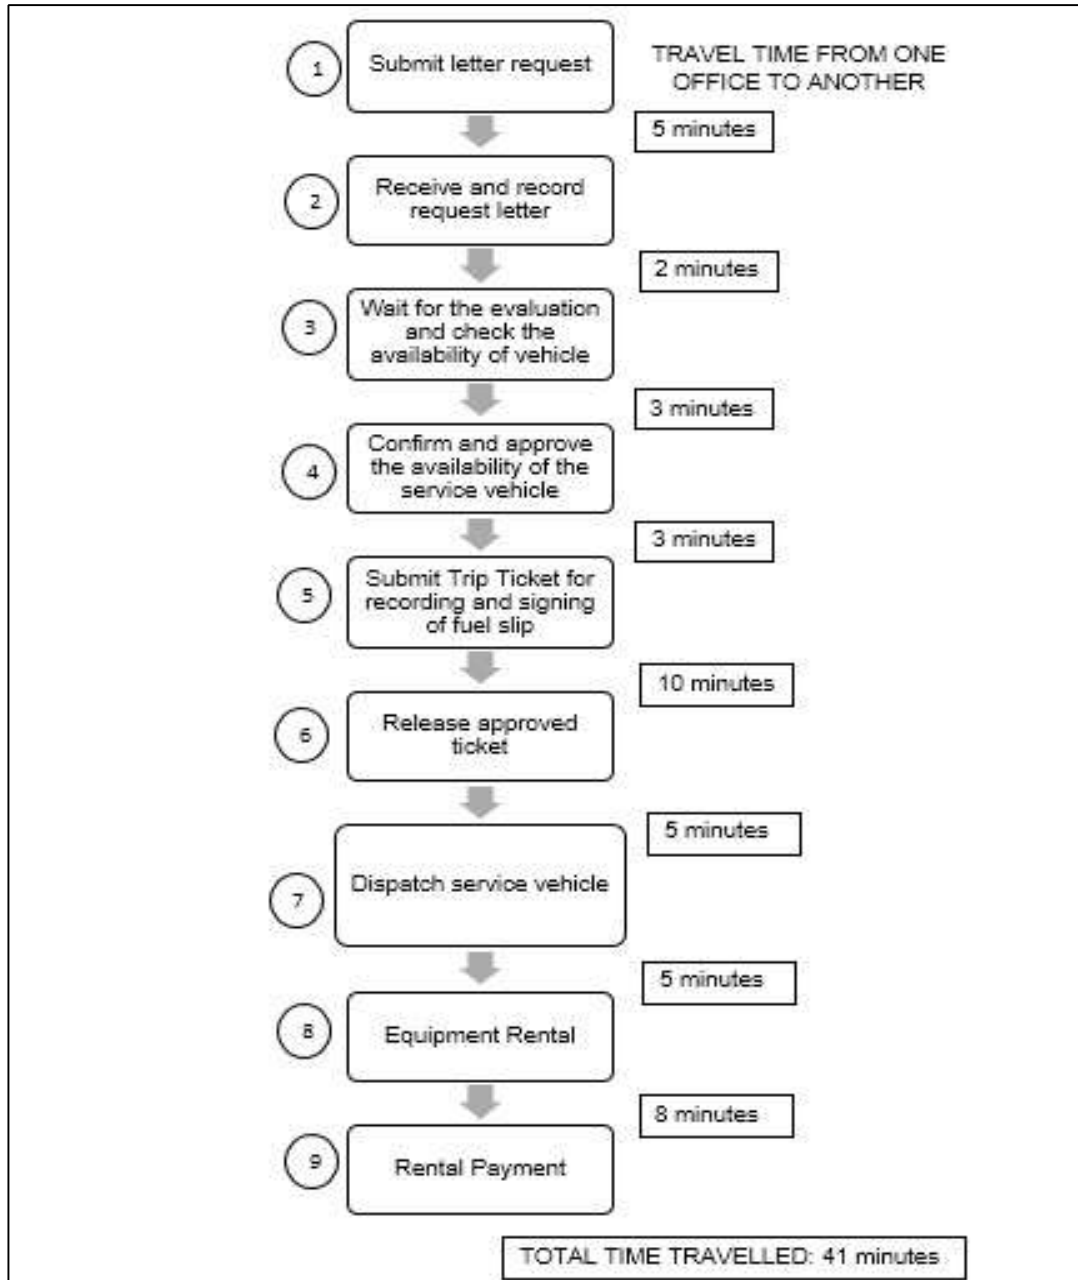 1
Submit letter request
TRAVEL TIME FROM ONE
OFFICE TO ANOTHER
5 minutes
2
Receive and record
request letter
2 minutes
3
Wait for the evaluation
and check the
availability of vehicle
3 minutes
4
Confirm and approve
the availability of the
service vehicle
3 minutes
5
Submit Trip Ticket for
recording and signing
of fuel slip
10 minutes
6
Release approved
ticket
5 minutes
7
Dispatch service vehicle
5 minutes
8
Equipment Rental
8 minutes
9
Rental Payment
TOTAL TIME TRAVELLED: 41 minutes